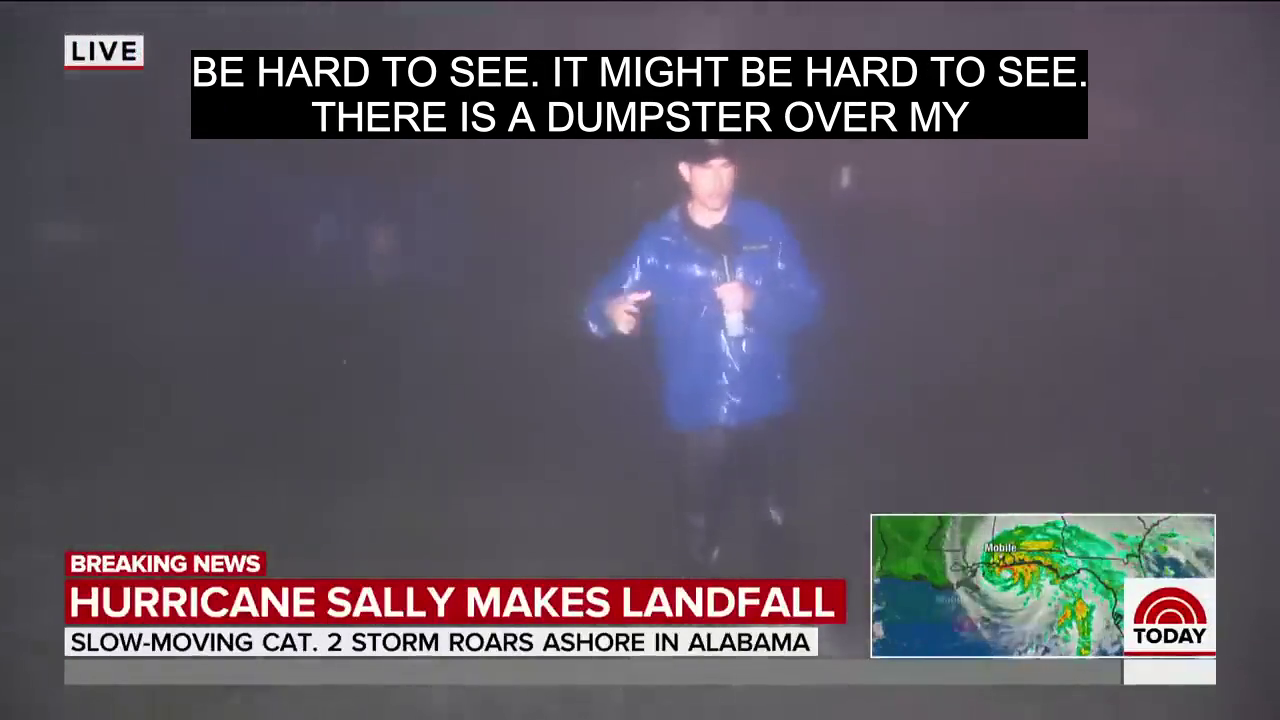 LIVE
BE HARD TO SEE. IT MIGHT BE HARD TO SEE.
THERE IS A DUMPSTER OVER MY
BREAKING NEWS
HURRICANE SALLY MAKES LANDFALL
SLOW-MOVING CAT. 2 STORM ROARS ASHORE IN ALABAMA
Mobile
TODAY